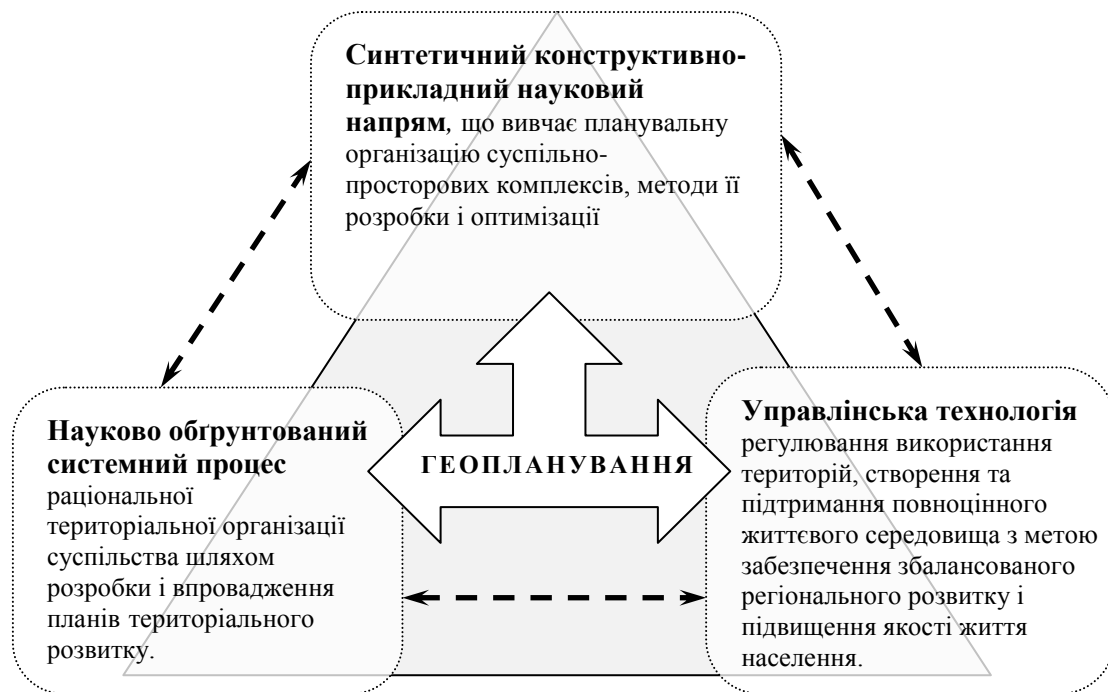 Синтетичний конструктивно-
прикладний науковий
напрям, що вивчає планувальну
організацію суспільно-
просторових комплексів, методи її
розробки і оптимізації
Науково обґрунтований
системний процес
раціональної
територіальної організації
суспільства шляхом
розробки і впровадження
планів територіального
розвитку.
ГЕОПЛАНУВАННЯ
Управлінська технологія
регулювання використання
територій, створення та
підтримання повноцінного
життєвого середовища з метою
забезпечення збалансованого
регіонального розвитку і
підвищення якості життя
населення.